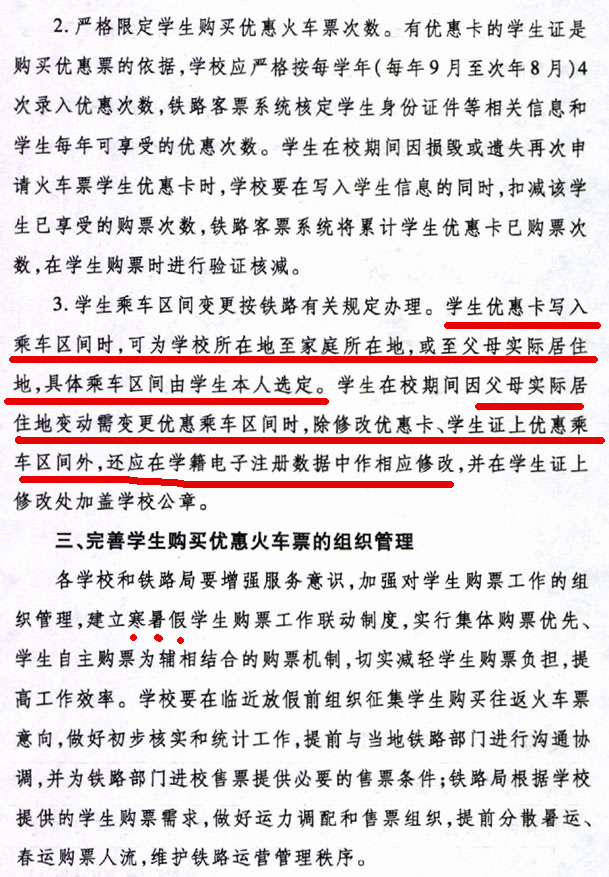 2.严格限定学生购买优惠火车票次数。有优惠卡的学生证是
购买优惠票的依据,学校应严格按每学年(每年9月至次年8月)4
次录入优惠次数,铁路客票系统核定学生身份证件等相关信息和
学生每年可享受的优惠次数。学生在校期间因损毁或遗失再次申
请火车票学生优惠卡时,学校要在写入学生信息的同时,扣减该学
生已享受的购票次数,铁路客票系统将累计学生优惠卡已购票次
数,在学生购票时进行验证核减。
3.学生乘车区间变更按铁路有关规定办理。学生优惠卡写入
乘车区间时,可为学校所在地至家庭所在地,或至父母实际居住
地,具体乘车区间由学生本人选定。学生在校期间因父母实际居
住地变动需变更优惠乘车区间时,除修改优惠卡、学生证上优惠乘
车区间外,还应在学籍电子注册数据中作相应修改,并在学生证上
修改处加盖学校公章。
三、完善学生购买优惠火车票的组织管理
各学校和铁路局要增强服务意识,加强对学生购票工作的组
织管理,建立寒暑假学生购票工作联动制度,实行集体购票优先、
学生自主购票为辅相结合的购票机制,切实减轻学生购票负担,提
高工作效率。学校要在临近放假前组织征集学生购买往返火车票
意向,做好初步核实和统计工作,提前与当地铁路部门进行沟通协
调,并为铁路部门进校售票提供必要的售票条件;铁路局根据学校
提供的学生购票需求,做好运力调配和售票组织,提前分散暑运、
春运购票人流,维护铁路运营管理秩序。